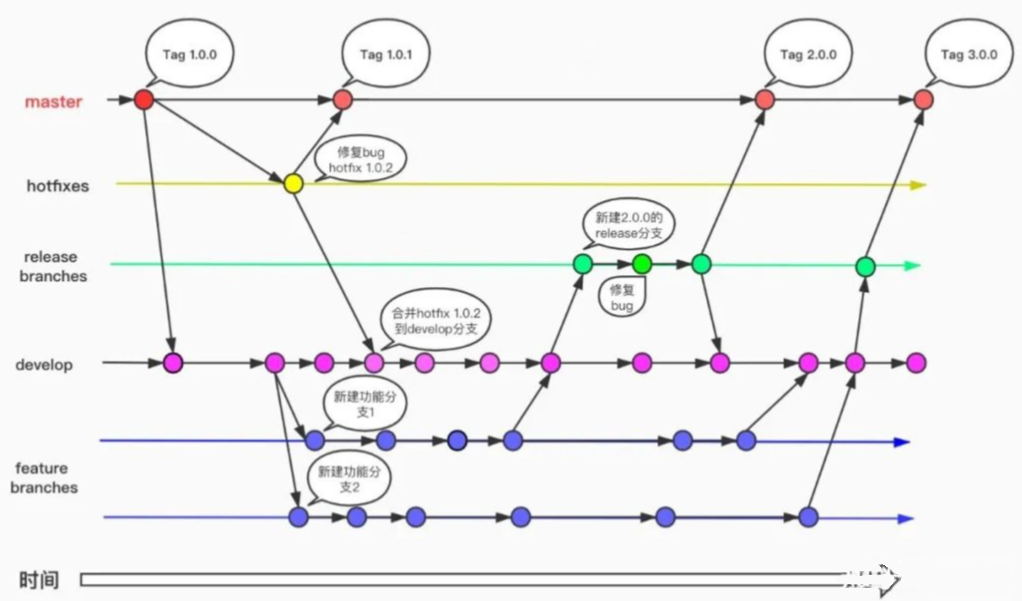 Tag 1.0.0
Tag 1.0.1
Tag 2.0.0
Tag 3.0.0
master
修复bug
hotfix 1.0.2
hotfixes
新建2.0.0的
release分支
release
branches
修复
bug
合并hotfix 1.0.2
到develop分支
develop
新建功能分
支1
feature
branches
新建功能分
支2
时间